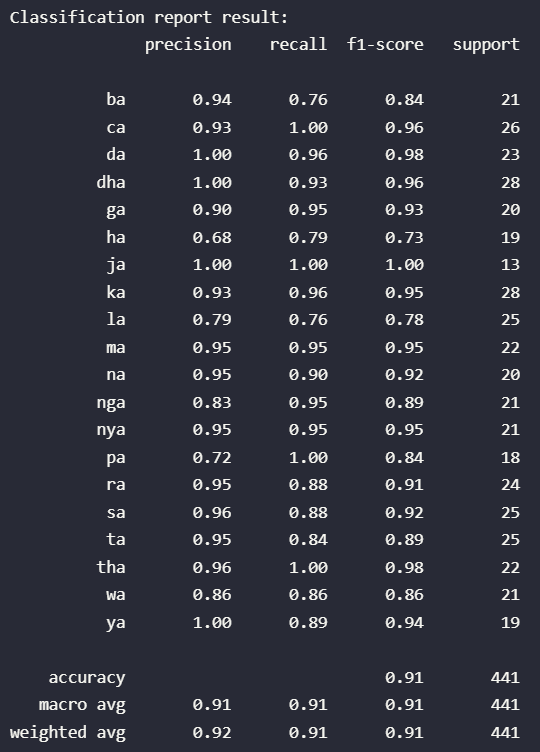 Classification report result:
precision recall f1-score support
ba 0.94 0.76 0.84 21
ca 0.93 1.00 0.96 26
da 1.00 0.96 0.98 23
dha 1.00 0.93 0.96 28
ga 0.90 0.95 0.93 20
ha 0.68 0.79 0.73 19
ja 1.00 1.00 1.00 13
ka 0.93 0.96 0.95 28
la 0.79 0.76 0.78 25
ma 0.95 0.95 0.95 22
na 0.95 0.90 0.92 20
nga 0.83 0.95 0.89 21
nya 0.95 0.95 0.95 21
pa 0.72 1.00 0.84 18
ra 0.95 0.88 0.91 24
sa 0.96 0.88 0.92 25
ta 0.95 0.84 0.89 25
tha 0.96 1.00 0.98 22
wa 0.86 0.86 0.86 21
ya 1.00 0.89 0.94 19
accuracy 0.91 441
macro avg 0.91 0.91 0.91 441
weighted avg 0.92 0.91 0.91 441